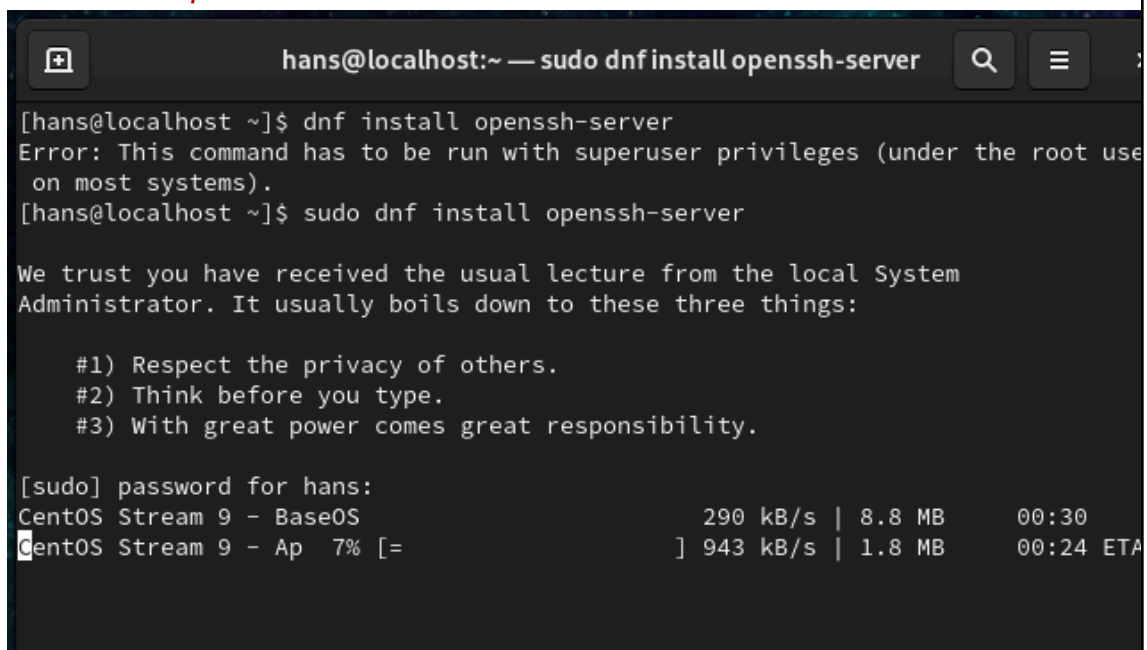 hans@localhost:~ — sudo dnf install openssh-server
[hans@localhost ~]$ dnf install openssh-server
Error: This command has to be run with superuser privileges (under the root use
on most systems).
[hans@localhost ~]$ sudo dnf install openssh-server
We trust you have received the usual lecture from the local System
Administrator. It usually boils down to these three things:
#1) Respect the privacy of others.
#2) Think before you type.
#3) With great power comes great responsibility.
[sudo] password for hans:
CentOS Stream 9 - BaseOS 290 kB/s | 8.8 MB 00:30
CentOS Stream 9 - Ap 7% [= ] 943 kB/s | 1.8 MB 00:24 ETA